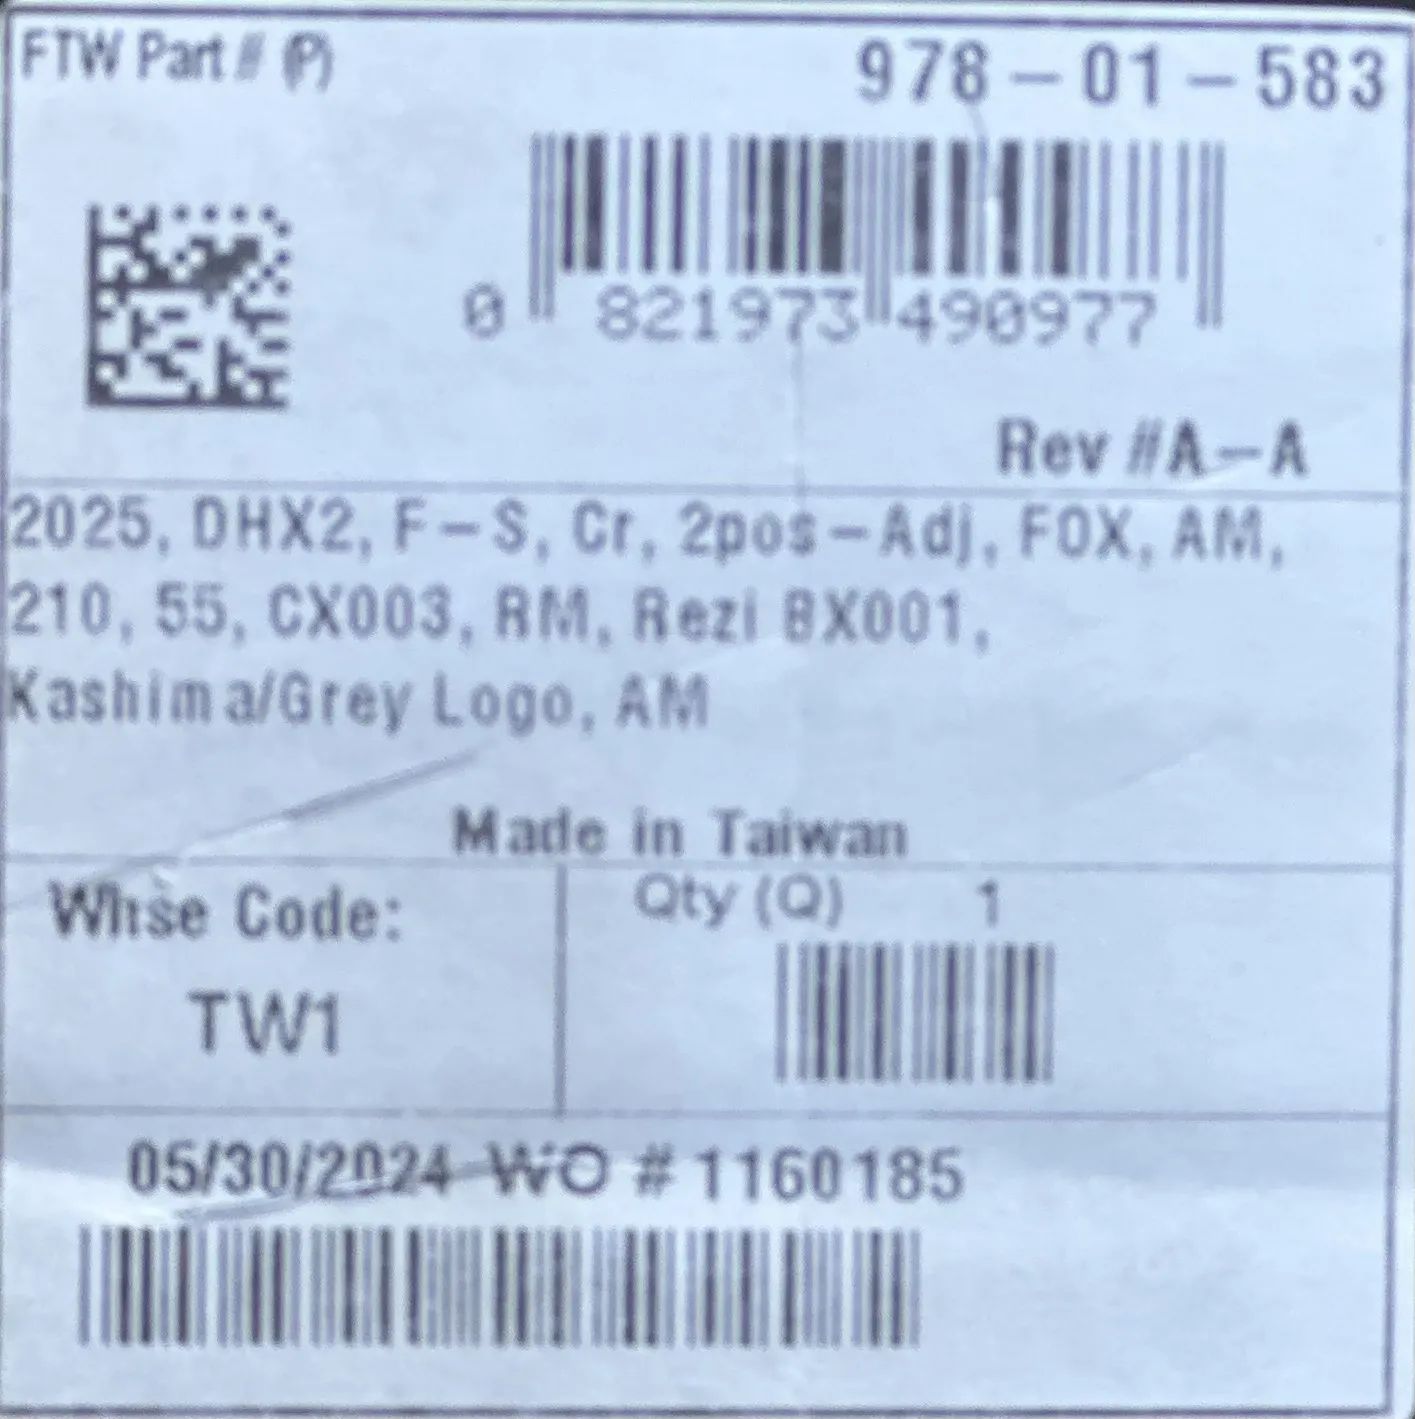 FTW Part # (P)
978-01-583
0 821973 490977
Rev #A-A
2025, DHX2, F-S, Cr, 2pos-Adj, FOX, AM,
210, 55, CX003, RM, Rezi BX001,
Kashima/Grey Logo, AM
Made in Taiwan
Whse Code:
TW1
Qty (Q) 1
05/30/2024 WO #1160185